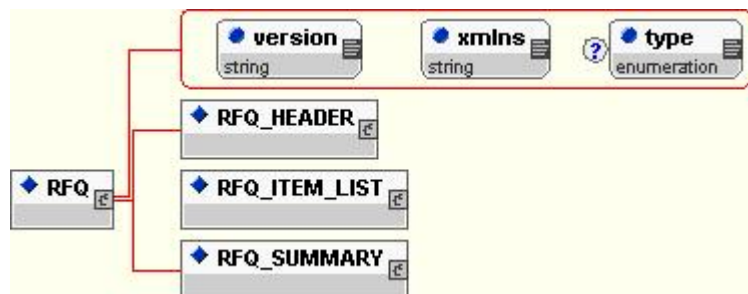 version
string
xmlns
string
?
type
enumeration
RFQ_HEADER
RFQ
RFQ_ITEM_LIST
RFQ_SUMMARY